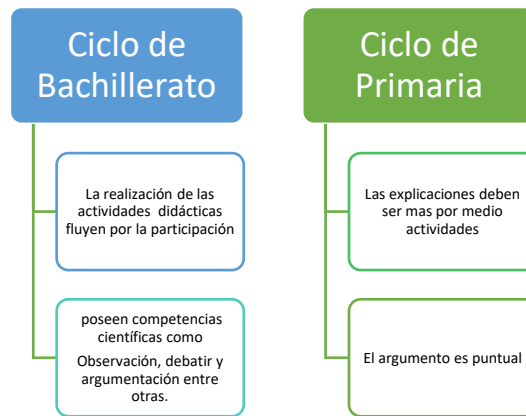 Ciclo de
Bachillerato
La realización de las
actividades didácticas
fluyen por la participación
poseen competencias
científicas como
Observación, debatir y
argumentación entre
otras.
Ciclo de
Primaria
Las explicaciones deben
ser mas por medio
actividades
El argumento es puntual